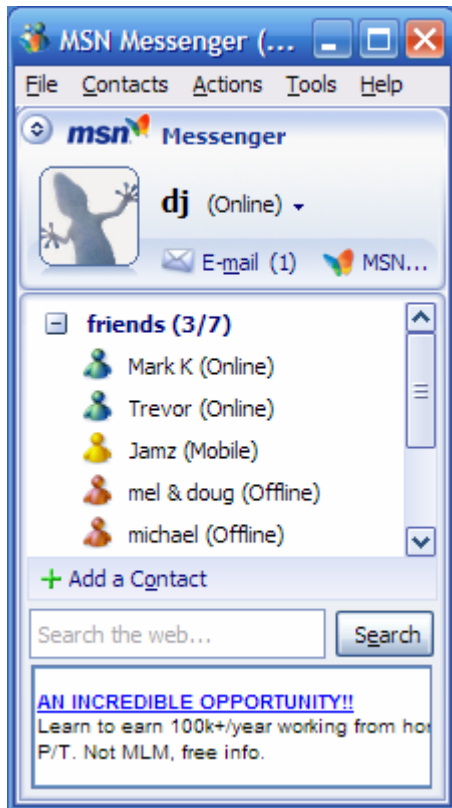 MSN Messenger (...
File Contacts Actions Tools Help
msn Messenger
dj (Online)
E-mail (1) MSN...
friends (3/7)
Mark K (Online)
Trevor (Online)
Jamz (Mobile)
mel & doug (Offline)
michael (Offline)
+ Add a Contact
Search the web... Search
AN INCREDIBLE OPPORTUNITY!!
Learn to earn 100k+/year working from hor
P/T. Not MLM, free info.